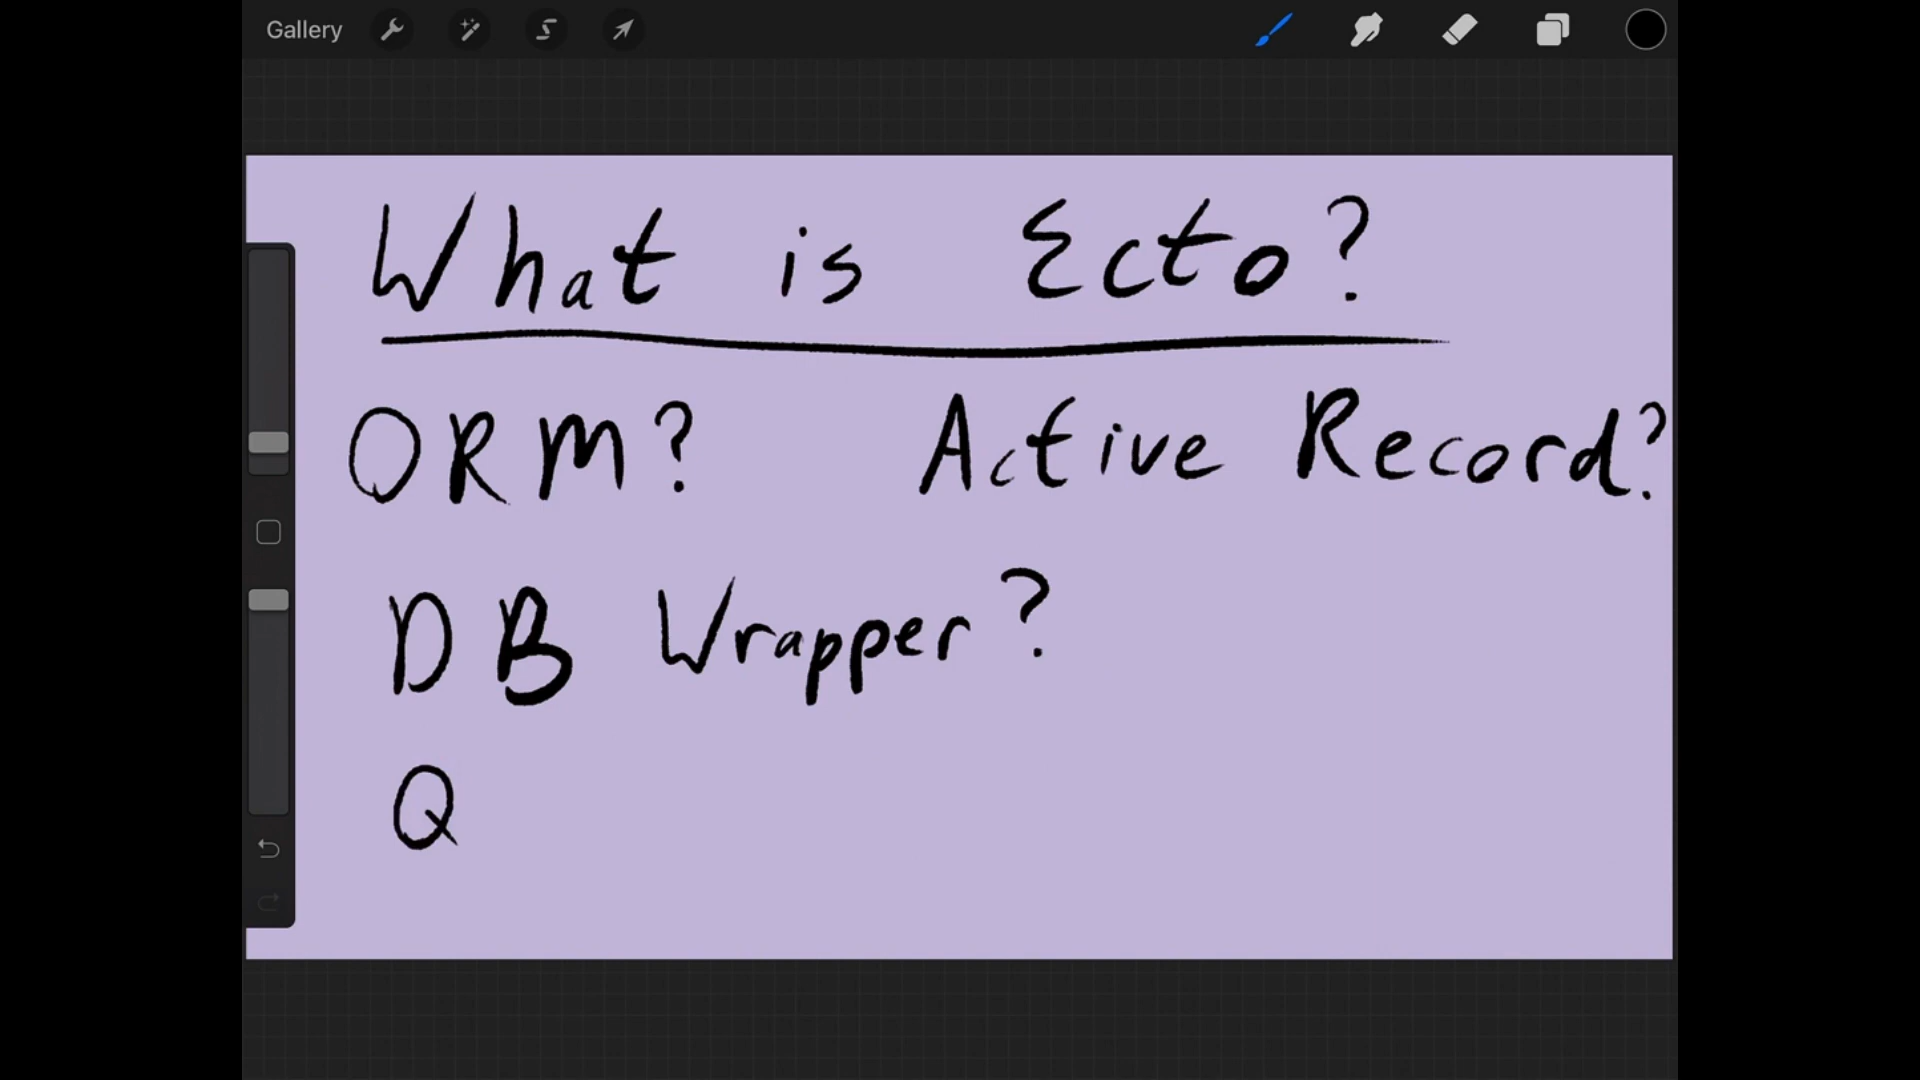 Gallery
What is Ecto?
ORM? Active Record?
DB Wrapper?
Q